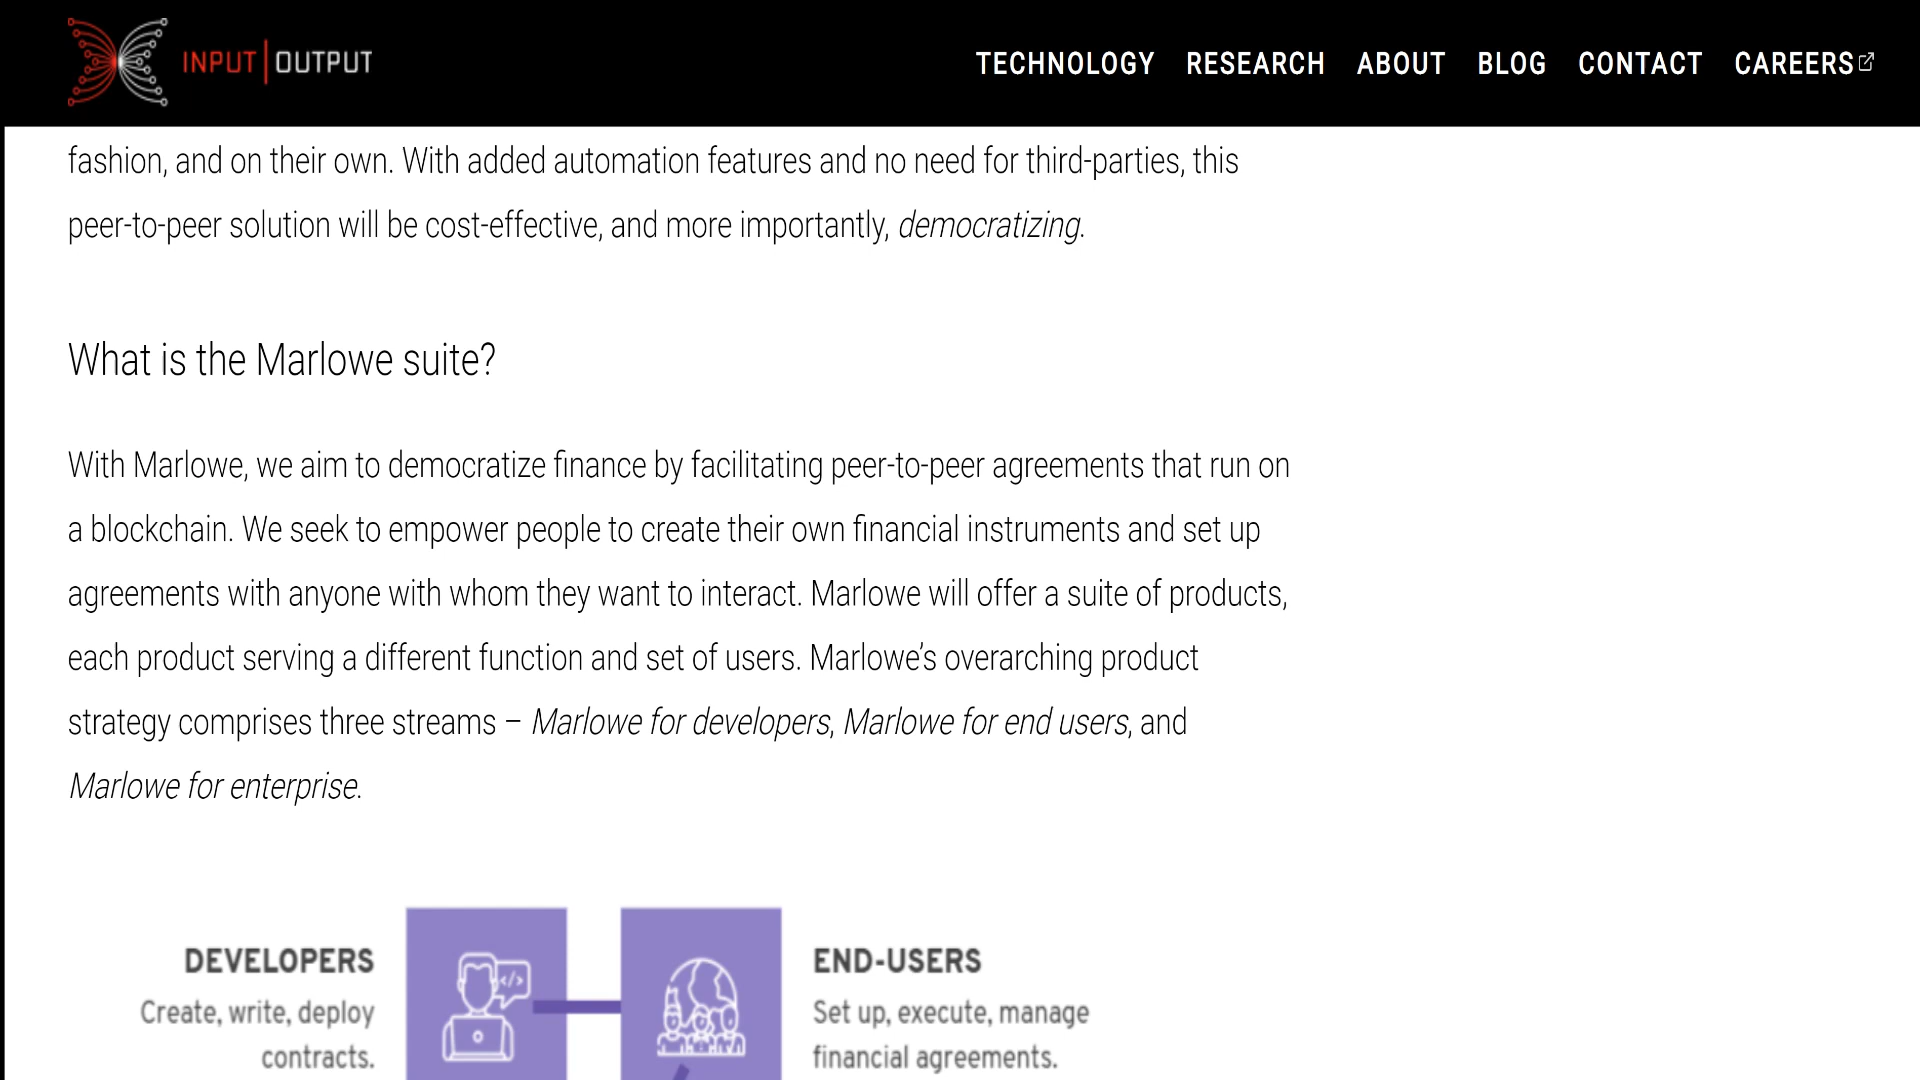 INPUT|OUTPUT
TECHNOLOGY RESEARCH ABOUT BLOG CONTACT CAREERS
fashion, and on their own. With added automation features and no need for third-parties, this
peer-to-peer solution will be cost-effective, and more importantly, democratizing.
What is the Marlowe suite?
With Marlowe, we aim to democratize finance by facilitating peer-to-peer agreements that run on
a blockchain. We seek to empower people to create their own financial instruments and set up
agreements with anyone with whom they want to interact. Marlowe will offer a suite of products,
each product serving a different function and set of users. Marlowe’s overarching product
strategy comprises three streams – Marlowe for developers, Marlowe for end users, and
Marlowe for enterprise.
DEVELOPERS
Create, write, deploy
contracts.
</>
END-USERS
Set up, execute, manage
financial agreements.